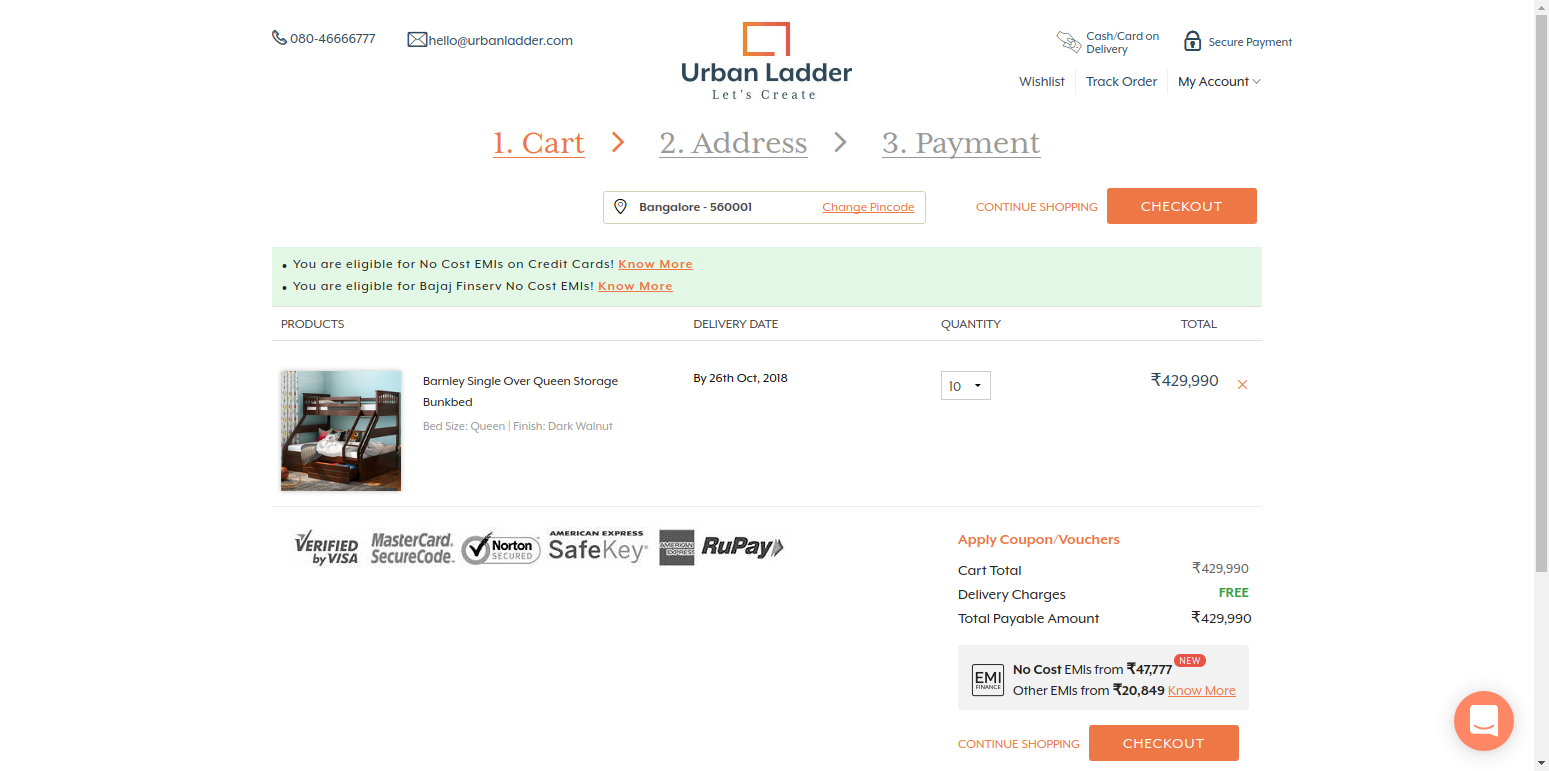 080-46666777
hello@urbanladder.com
Urban Ladder
Let's Create
Cash/Card on
Delivery
Secure Payment
Wishlist
Track Order
My Account
1. Cart
2. Address
3. Payment
Bangalore - 560001
Change Pincode
CONTINUE SHOPPING
CHECKOUT
• You are eligible for No Cost EMIs on Credit Cards! Know More
• You are eligible for Bajaj Finserv No Cost EMIs! Know More
PRODUCTS
DELIVERY DATE
QUANTITY
TOTAL
Barnley Single Over Queen Storage
Bunkbed
Bed Size: Queen | Finish: Dark Walnut
By 26th Oct, 2018
10
₹429,990
VERIFIED
by VISA
MasterCard.
SecureCode.
Norton
SECURED
AMERICAN EXPRESS
SafeKey
AMERICAN
EXPRESS
RuPay
Apply Coupon/Vouchers
Cart Total
₹429,990
Delivery Charges
FREE
Total Payable Amount
₹429,990
EMI
FINANCE
No Cost EMIs from ₹47,777 NEW
Other EMIs from ₹20,849 Know More
CONTINUE SHOPPING
CHECKOUT